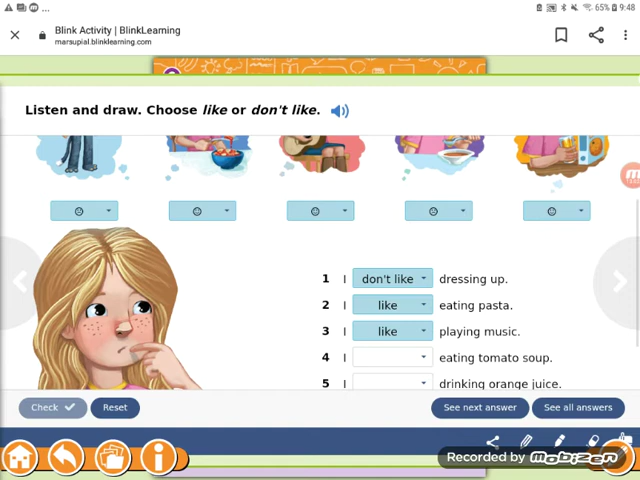 ... 65% 9:48
Blink Activity | BlinkLearning
marsupial.blinklearning.com
Listen and draw. Choose like or don't like.
1 I don't like dressing up.
2 I like eating pasta.
3 I like playing music.
4 I eating tomato soup.
5 I drinking orange juice.
Check Reset See next answer See all answers
Recorded by Mobizen